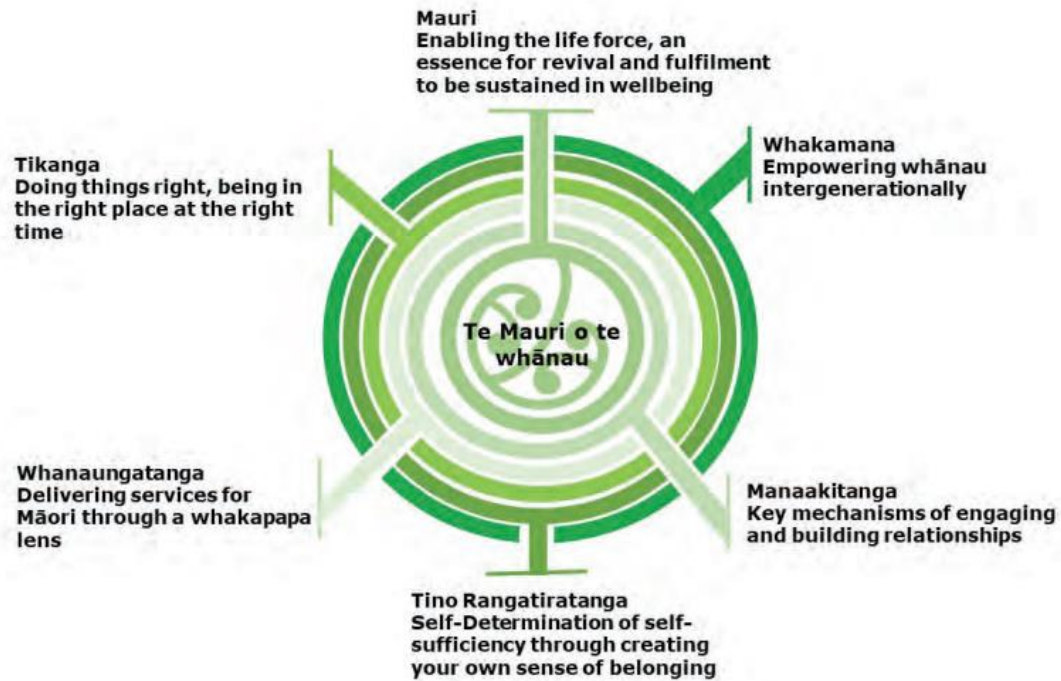 Mauri
Enabling the life force, an
essence for revival and fulfilment
to be sustained in wellbeing
Whakamana
Empowering whānau
intergenerationally
Tikanga
Doing things right, being in
the right place at the right
time
Te Mauri o te
whānau
Whanaungatanga
Delivering services for
Māori through a whakapapa
lens
Manaakitanga
Key mechanisms of engaging
and building relationships
Tino Rangatiratanga
Self-Determination of self-
sufficiency through creating
your own sense of belonging